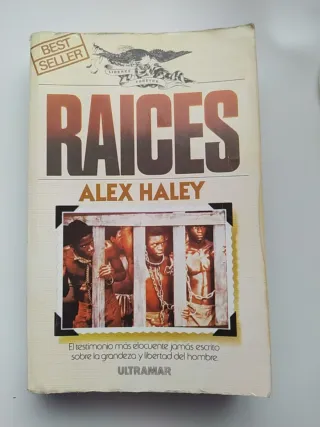 BEST
SELLER
RAICES
ALEX HALEY
El testimonio más elocuente jamás escrito
sobre la grandeza y libertad del hombre.
ULTRAMAR